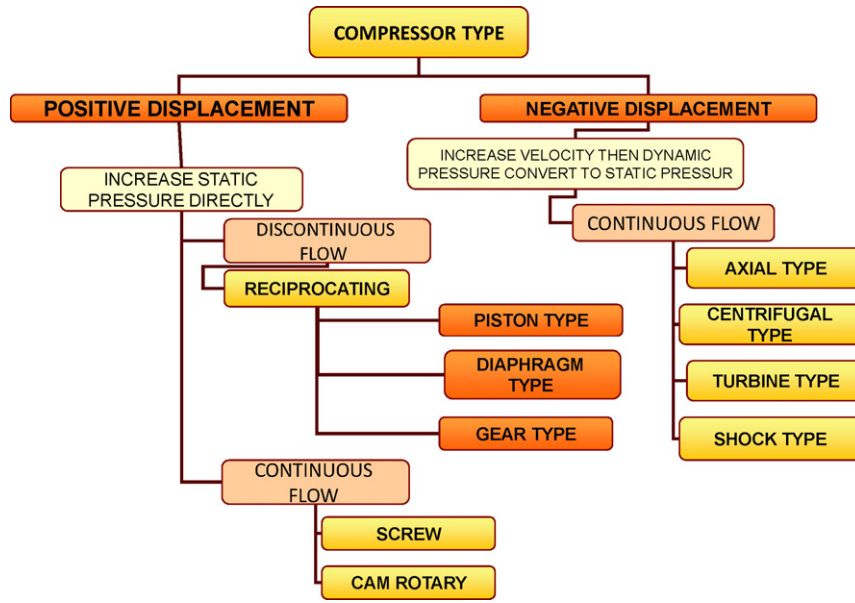 COMPRESSOR TYPE
POSITIVE DISPLACEMENT
NEGATIVE DISPLACEMENT
INCREASE STATIC
PRESSURE DIRECTLY
INCREASE VELOCITY THEN DYNAMIC
PRESSURE CONVERT TO STATIC PRESSUR
DISCONTINUOUS
FLOW
CONTINUOUS FLOW
RECIPROCATING
AXIAL TYPE
PISTON TYPE
CENTRIFUGAL
TYPE
DIAPHRAGM
TYPE
TURBINE TYPE
GEAR TYPE
SHOCK TYPE
CONTINUOUS
FLOW
SCREW
CAM ROTARY